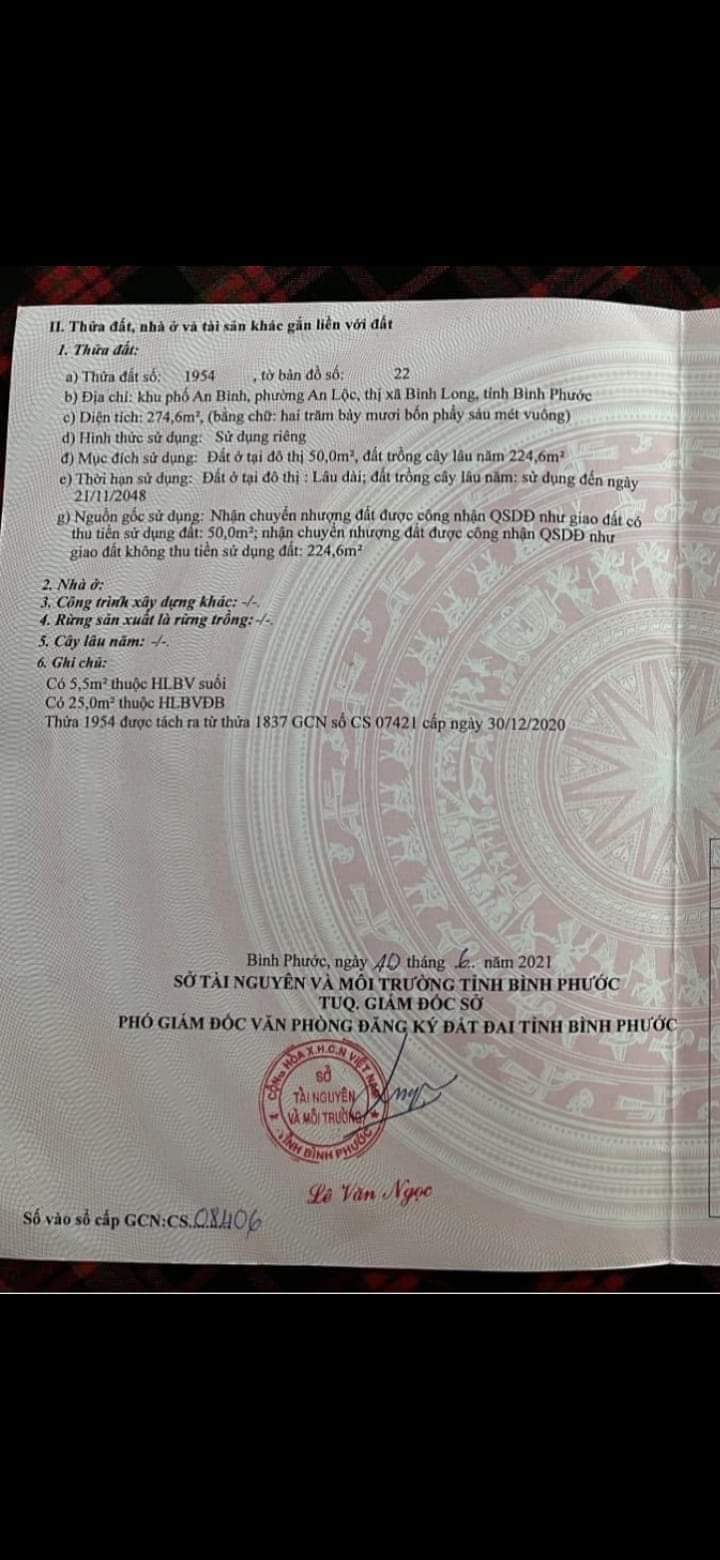 II. Thửa đất, nhà ở và tài sản khác gắn liền với đất
1. Thửa đất:
a) Thửa đất số: 1954 , tờ bản đồ số: 22
b) Địa chỉ: khu phố An Bình, phường An Lộc, thị xã Bình Long, tỉnh Bình Phước
c) Diện tích: 274,6m², (bằng chữ: hai trăm bảy mươi bốn phẩy sáu mét vuông)
d) Hình thức sử dụng: Sử dụng riêng
đ) Mục đích sử dụng: Đất ở tại đô thị 50,0m², đất trồng cây lâu năm 224,6m²
e) Thời hạn sử dụng: Đất ở tại đô thị : Lâu dài; đất trồng cây lâu năm: sử dụng đến ngày
21/11/2048
g) Nguồn gốc sử dụng: Nhận chuyển nhượng đất được công nhận QSDĐ như giao đất có
thu tiền sử dụng đất: 50,0m²; nhận chuyển nhượng đất được công nhận QSDĐ như
giao đất không thu tiền sử dụng đất: 224,6m²
2. Nhà ở:
3. Công trình xây dựng khác: -/-.
4. Rừng sản xuất là rừng trồng: -/-.
5. Cây lâu năm: -/-.
6. Ghi chú:
Có 5,5m² thuộc HLBV suối
Có 25,0m² thuộc HLBVĐB
Thửa 1954 được tách ra từ thửa 1837 GCN số CS 07421 cấp ngày 30/12/2020
Bình Phước, ngày 10 tháng 6. năm 2021
SỞ TÀI NGUYÊN VÀ MÔI TRƯỜNG TỈNH BÌNH PHƯỚC
TUQ. GIÁM ĐỐC SỞ
PHÓ GIÁM ĐỐC VĂN PHÒNG ĐĂNG KÝ ĐẤT ĐAI TỈNH BÌNH PHƯỚC
CỘNG HÒA X.H.C.N VIỆT NAM
SỞ
TÀI NGUYÊN
VÀ MÔI TRƯỜNG
TỈNH BÌNH PHƯỚC
Lê Văn Ngọc
Số vào sổ cấp GCN:CS.08406